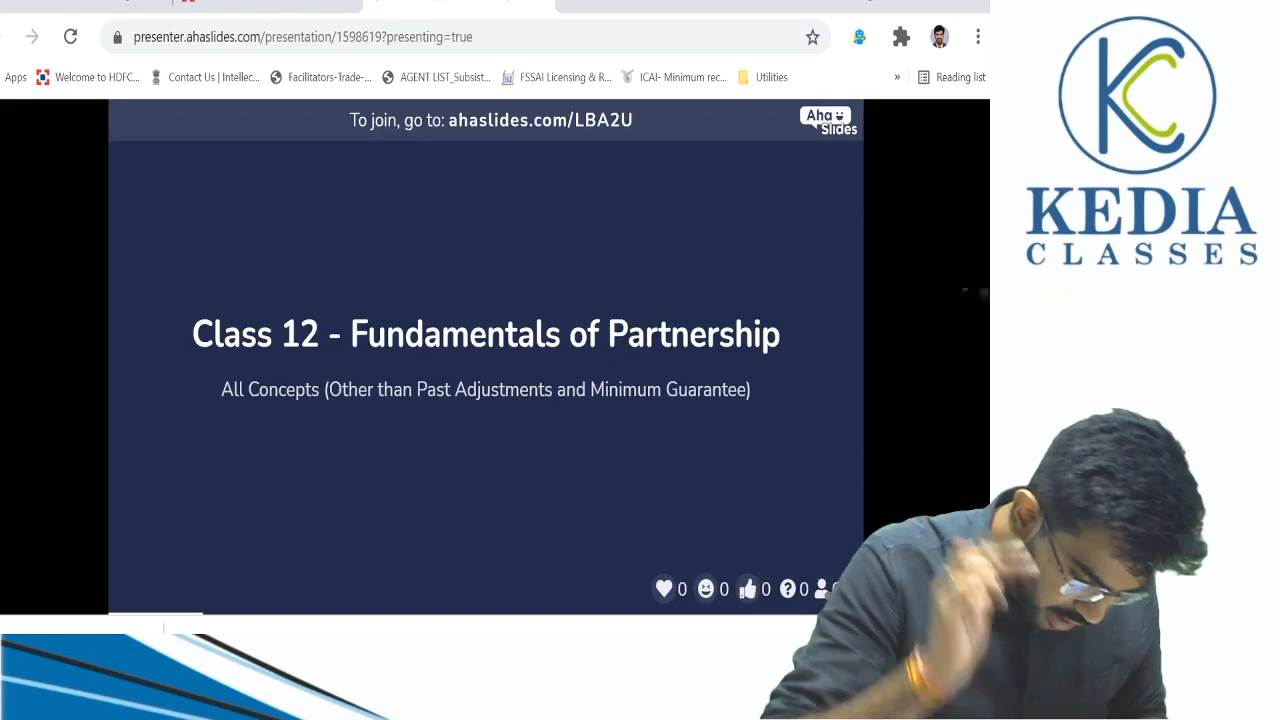 presenter.ahaslides.com/presentation/1598619?presenting=true
Apps Welcome to HDFC... Contact Us | Intellec... Facilitators-Trade-... AGENT LIST_Subsist... FSSAI Licensing & R... ICAI- Minimum rec... Utilities » Reading list
To join, go to: ahaslides.com/LBA2U
Aha
Slides
Class 12 - Fundamentals of Partnership
All Concepts (Other than Past Adjustments and Minimum Guarantee)
0 0 0 0
KC
KEDIA
CLASSES